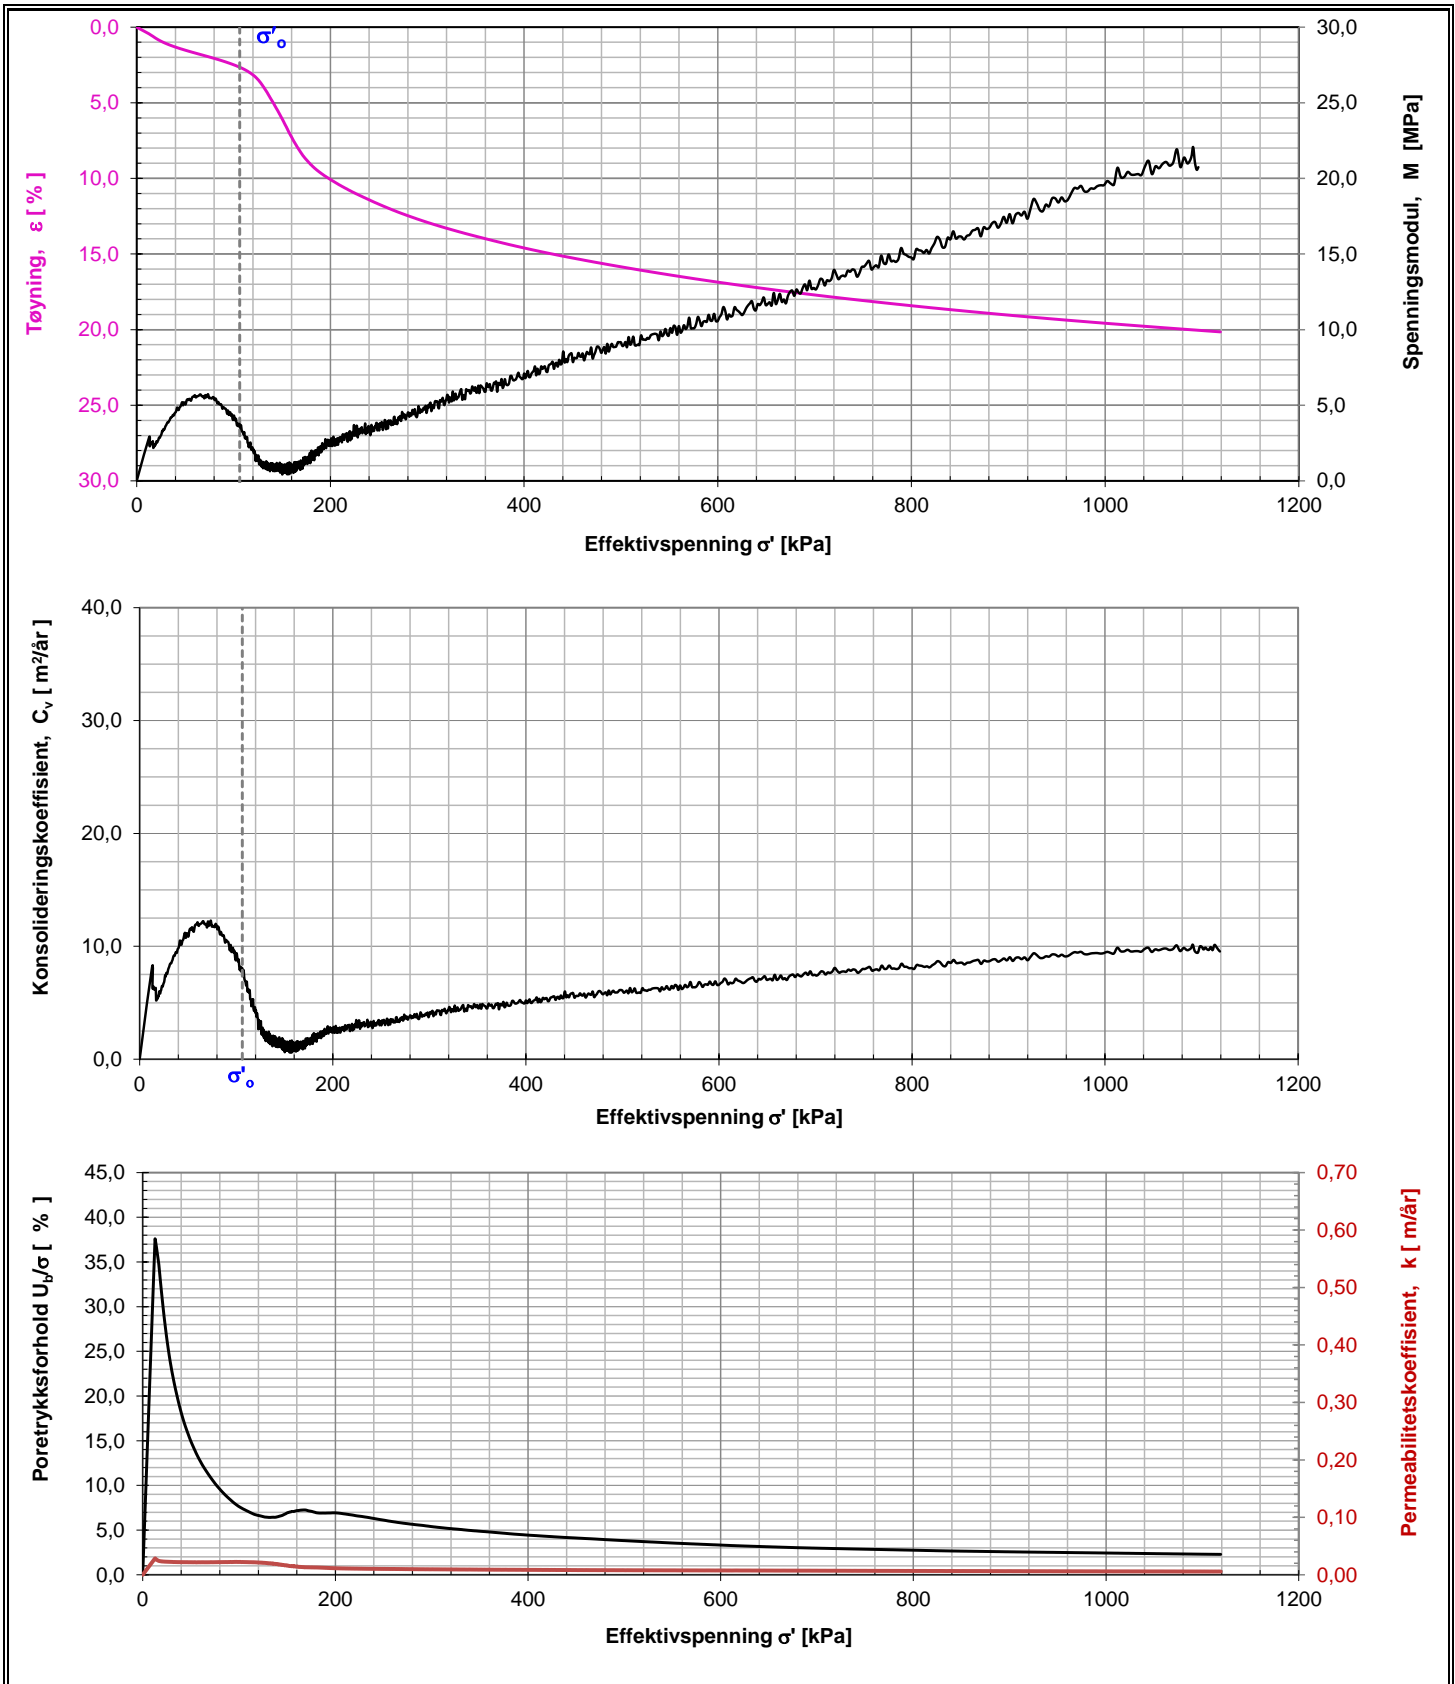 σ'o
0,0
5,0
10,0
15,0
20,0
25,0
30,0
Tøyning, ε [ % ]
30,0
25,0
20,0
15,0
10,0
5,0
0,0
Spenningsmodul, M [MPa]
0 200 400 600 800 1000 1200
Effektivspenning σ' [kPa]
40,0
30,0
20,0
10,0
0,0
Konsolideringskoeffisient, Cv [ m²/år ]
0 200 400 600 800 1000 1200
σ'o
Effektivspenning σ' [kPa]
45,0
40,0
35,0
30,0
25,0
20,0
15,0
10,0
5,0
0,0
Poretrykksforhold Ub/σ [ % ]
0,70
0,60
0,50
0,40
0,30
0,20
0,10
0,00
Permeabilitetskoeffisient, k [ m/år]
0 200 400 600 800 1000 1200
Effektivspenning σ' [kPa]